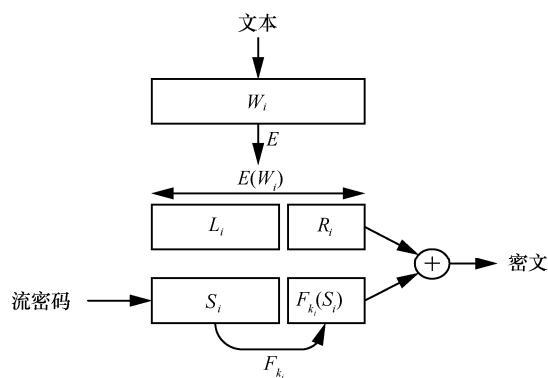 文本
W_i
E
E(W_i)
L_i R_i
+ 密文
流密码 S_i F_{k_i}(S_i)
F_{k_i}